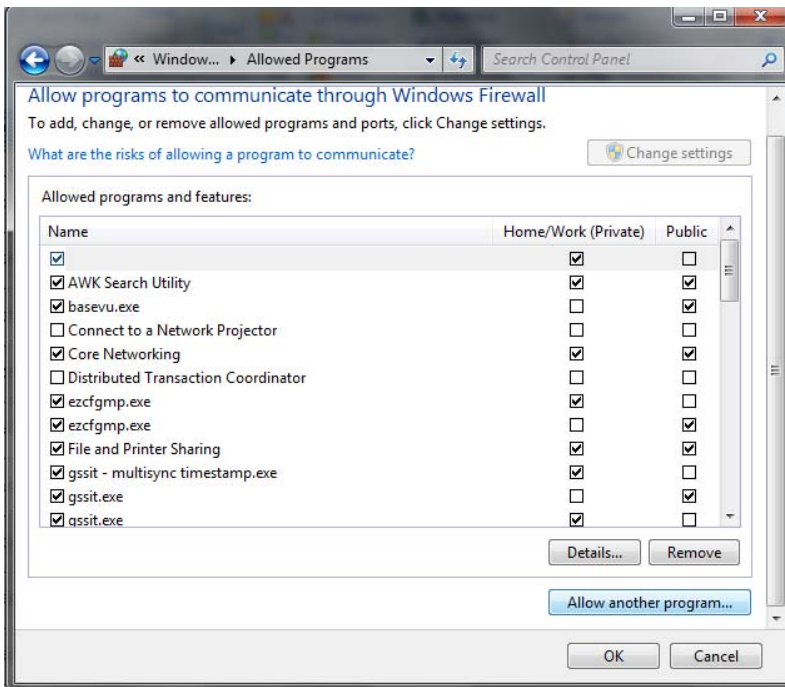 « Window... ▸ Allowed Programs
Search Control Panel
Allow programs to communicate through Windows Firewall
To add, change, or remove allowed programs and ports, click Change settings.
What are the risks of allowing a program to communicate?
Change settings
Allowed programs and features:
Name Home/Work (Private) Public
AWK Search Utility
basevu.exe
Connect to a Network Projector
Core Networking
Distributed Transaction Coordinator
ezcfgmp.exe
ezcfgmp.exe
File and Printer Sharing
gssit - multisync timestamp.exe
gssit.exe
gssit.exe
Details... Remove
Allow another program...
OK Cancel